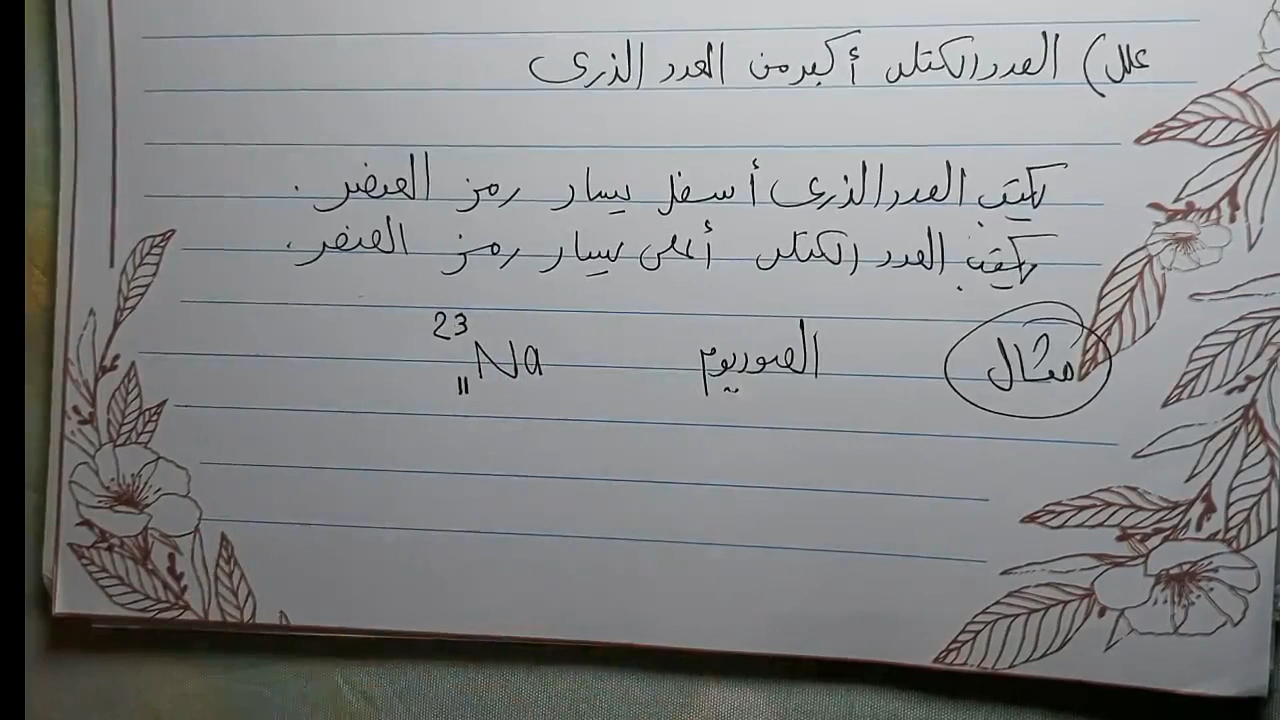 علل) العدد الكتلى أكبر من العدد الذرى
يكتب العدد الذرى أسفل يسار رمز العنصر.
يكتب العدد الكتلى أعلى يسار رمز العنصر.
مثال الصوديوم ²³₁₁Na